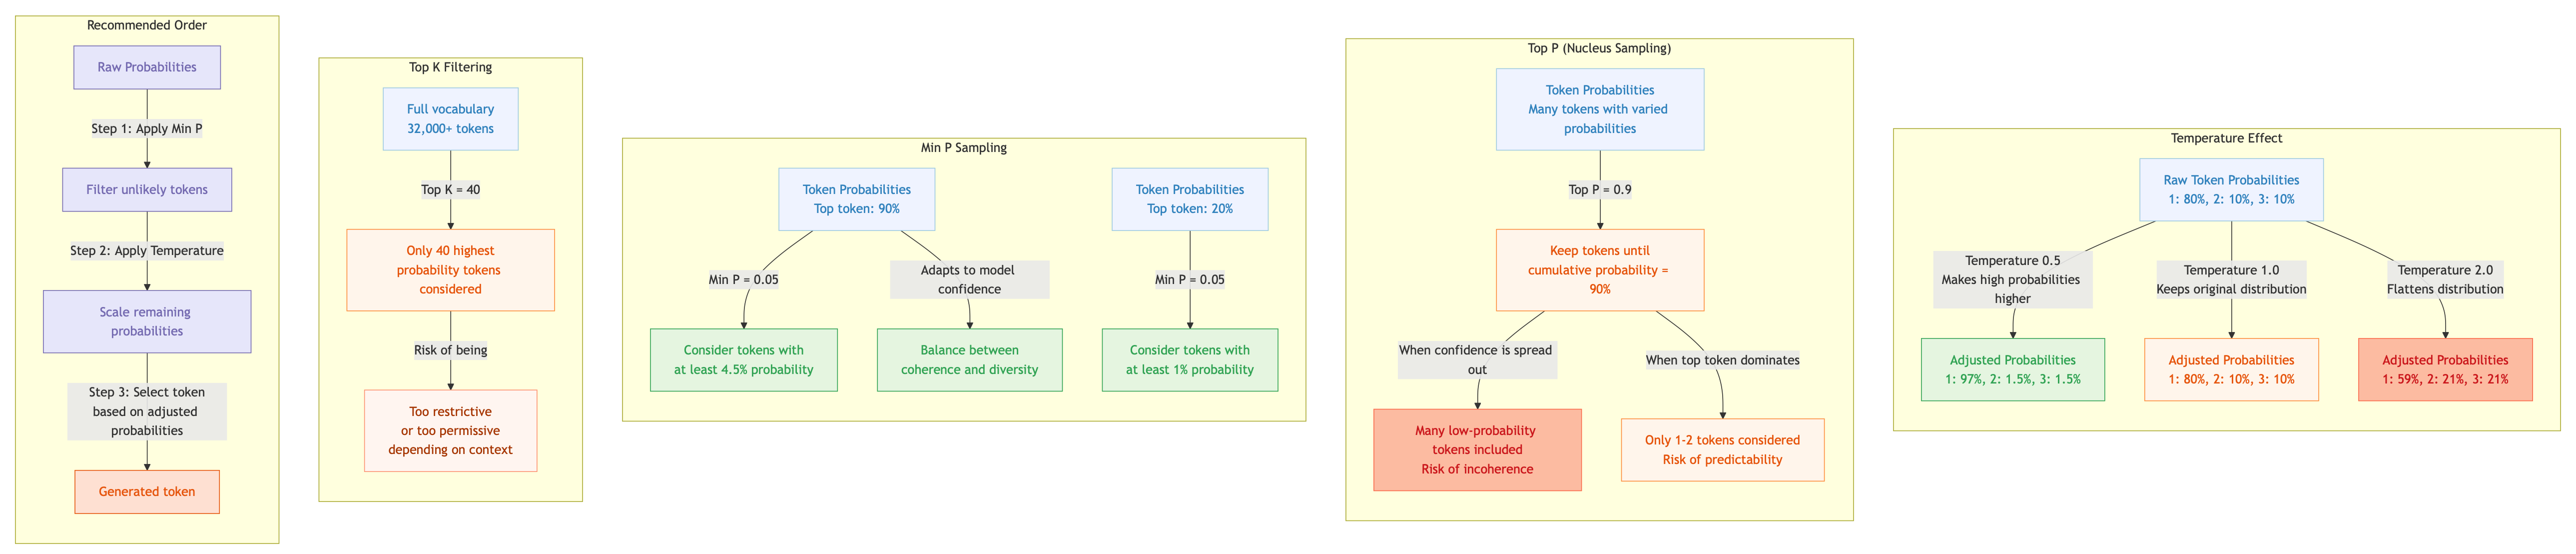 Recommended Order
Raw Probabilities
Step 1: Apply Min P
Filter unlikely tokens
Step 2: Apply Temperature
Scale remaining
probabilities
Step 3: Select token
based on adjusted
probabilities
Generated token
Top K Filtering
Full vocabulary
32,000+ tokens
Top K = 40
Only 40 highest
probability tokens
considered
Risk of being
Too restrictive
or too permissive
depending on context
Min P Sampling
Token Probabilities
Top token: 90%
Token Probabilities
Top token: 20%
Min P = 0.05
Adapts to model
confidence
Min P = 0.05
Consider tokens with
at least 4.5% probability
Balance between
coherence and diversity
Consider tokens with
at least 1% probability
Top P (Nucleus Sampling)
Token Probabilities
Many tokens with varied
probabilities
Top P = 0.9
Keep tokens until
cumulative probability =
90%
When confidence is spread
out
When top token dominates
Many low-probability
tokens included
Risk of incoherence
Only 1-2 tokens considered
Risk of predictability
Temperature Effect
Raw Token Probabilities
1: 80%, 2: 10%, 3: 10%
Temperature 0.5
Makes high probabilities
higher
Temperature 1.0
Keeps original distribution
Temperature 2.0
Flattens distribution
Adjusted Probabilities
1: 97%, 2: 1.5%, 3: 1.5%
Adjusted Probabilities
1: 80%, 2: 10%, 3: 10%
Adjusted Probabilities
1: 59%, 2: 21%, 3: 21%